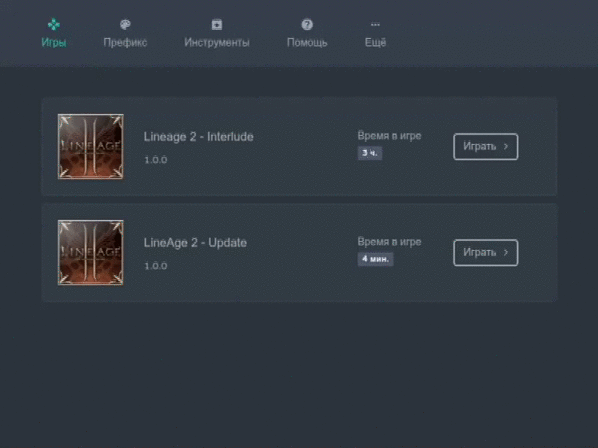 Игры
Префикс
Инструменты
Помощь
Ещё
LINEAGE
II
Lineage 2 - Interlude
1.0.0
Время в игре
3 ч.
Играть
LINEAGE
II
LineAge 2 - Update
1.0.0
Время в игре
4 мин.
Играть